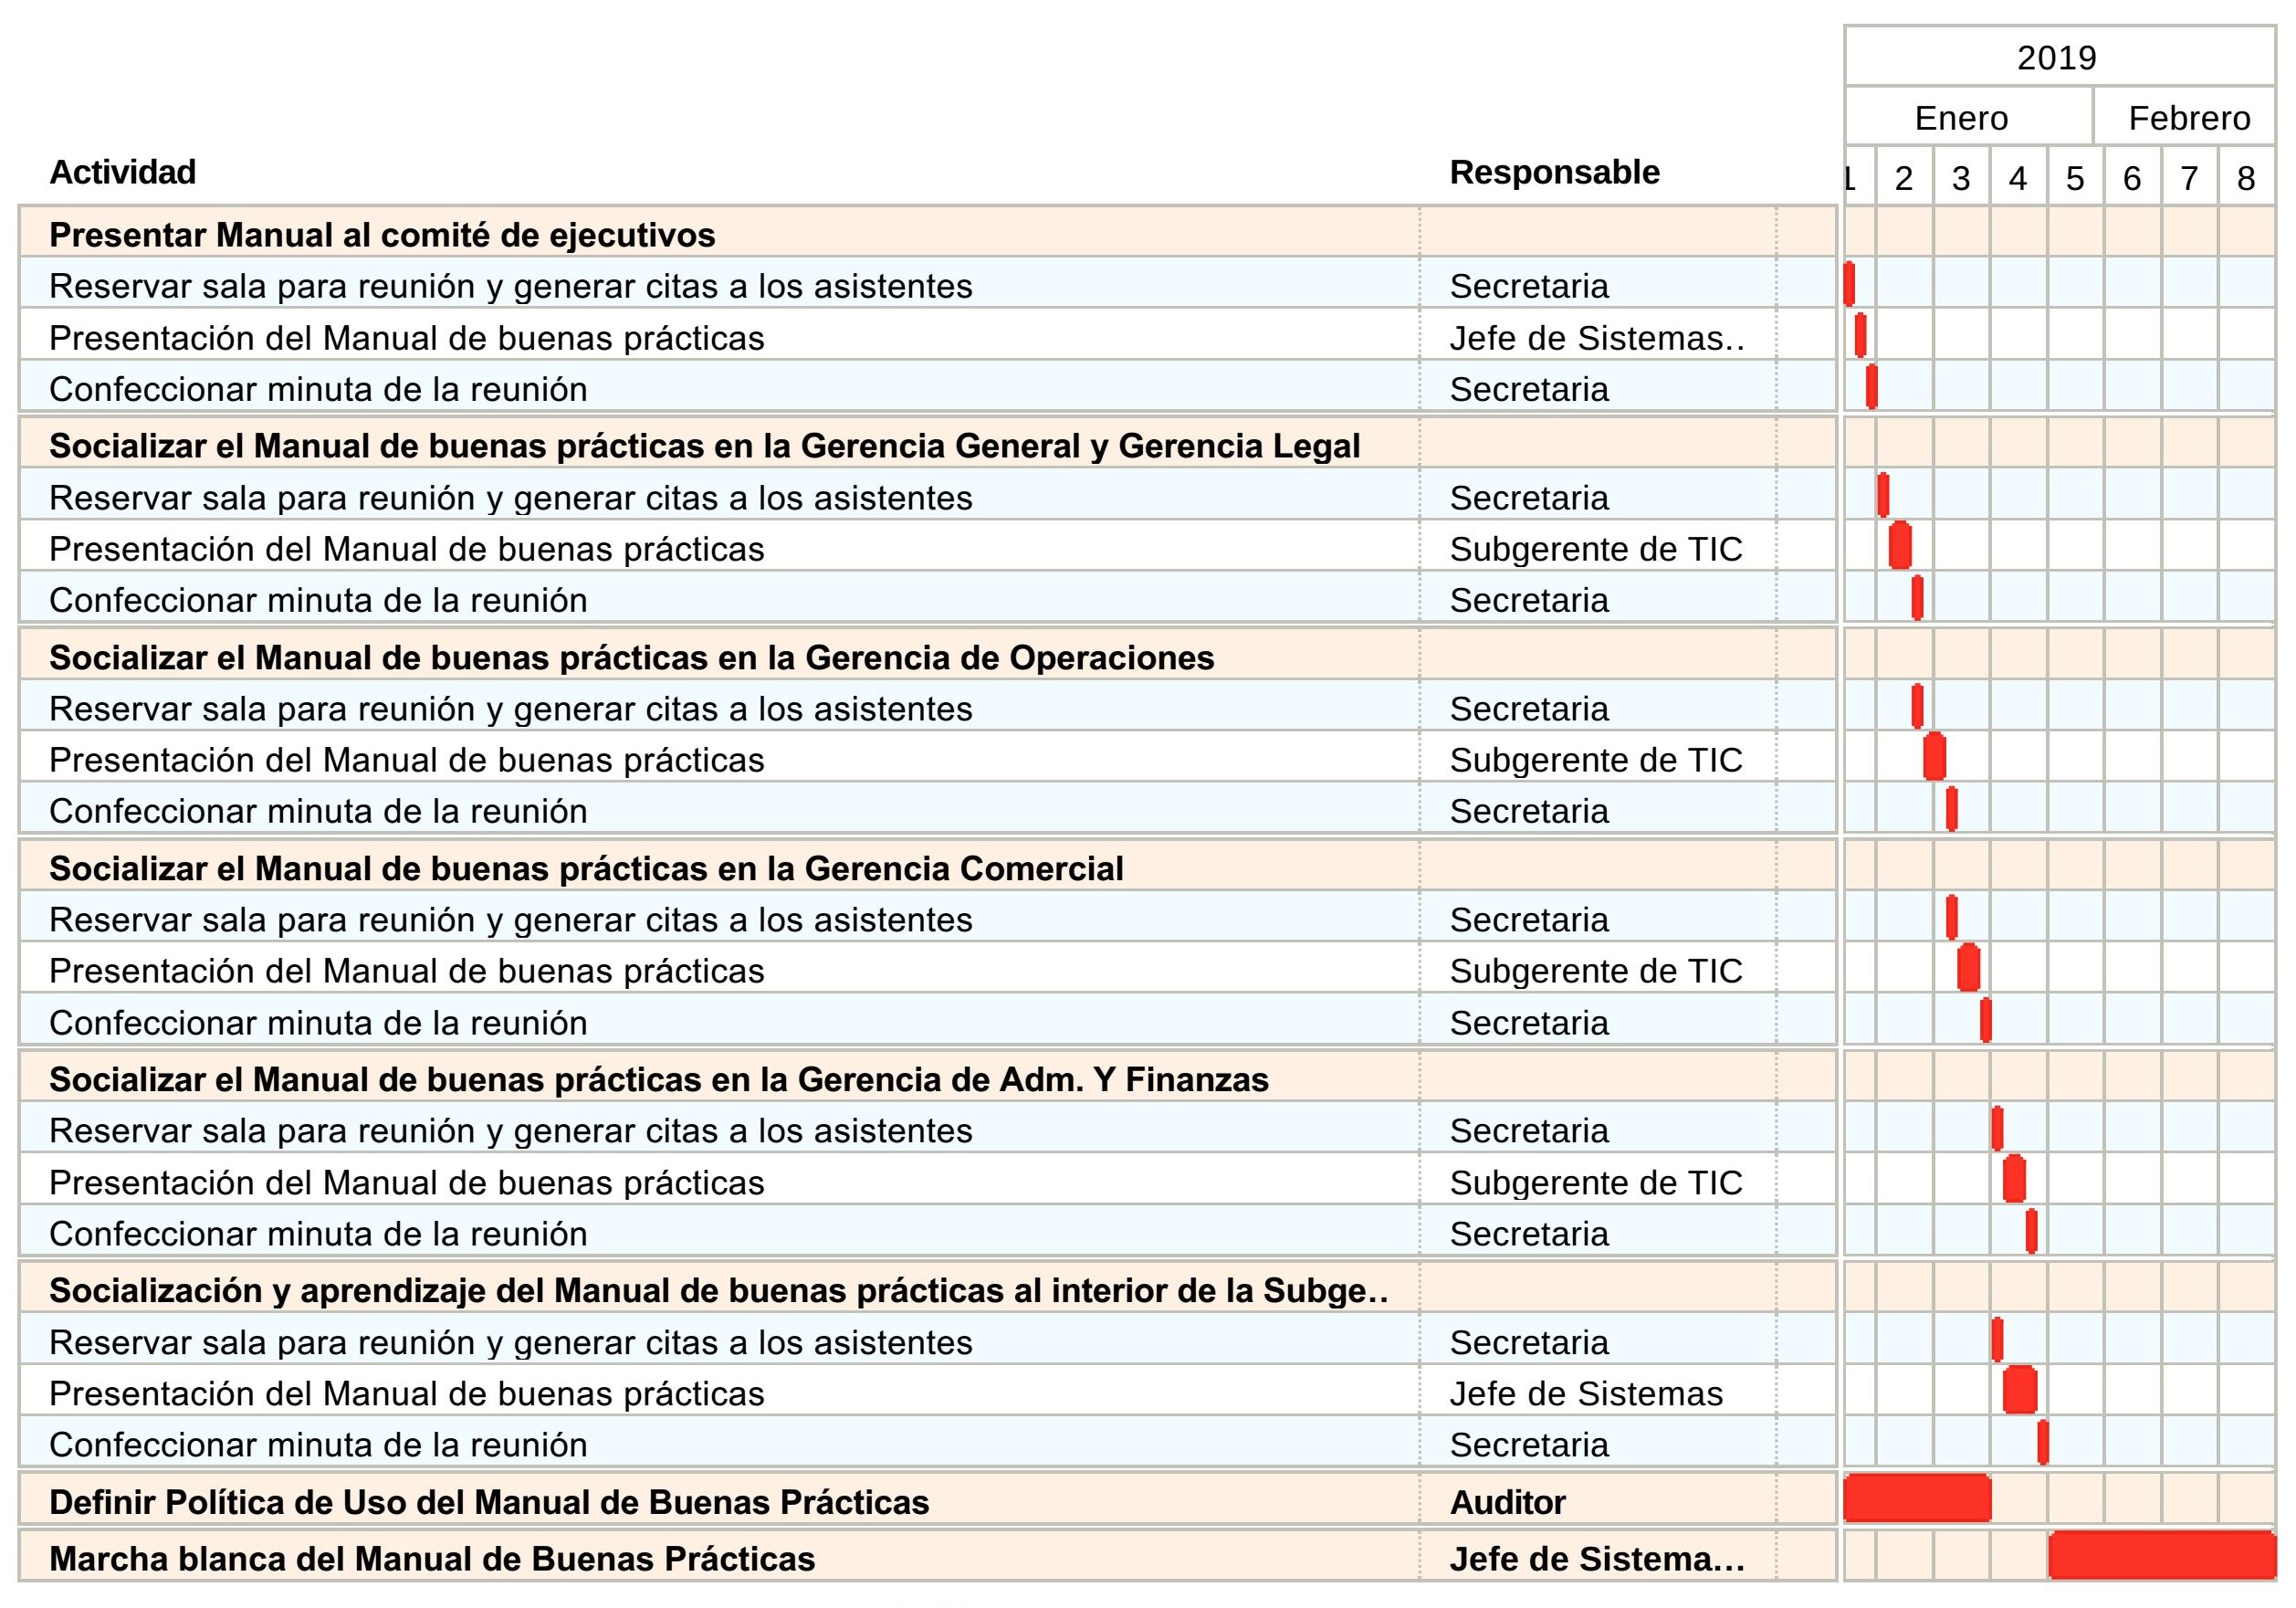 2019
Enero Febrero
Actividad Responsable 1 2 3 4 5 6 7 8
Presentar Manual al comité de ejecutivos
Reservar sala para reunión y generar citas a los asistentes Secretaria
Presentación del Manual de buenas prácticas Jefe de Sistemas..
Confeccionar minuta de la reunión Secretaria
Socializar el Manual de buenas prácticas en la Gerencia General y Gerencia Legal
Reservar sala para reunión y generar citas a los asistentes Secretaria
Presentación del Manual de buenas prácticas Subgerente de TIC
Confeccionar minuta de la reunión Secretaria
Socializar el Manual de buenas prácticas en la Gerencia de Operaciones
Reservar sala para reunión y generar citas a los asistentes Secretaria
Presentación del Manual de buenas prácticas Subgerente de TIC
Confeccionar minuta de la reunión Secretaria
Socializar el Manual de buenas prácticas en la Gerencia Comercial
Reservar sala para reunión y generar citas a los asistentes Secretaria
Presentación del Manual de buenas prácticas Subgerente de TIC
Confeccionar minuta de la reunión Secretaria
Socializar el Manual de buenas prácticas en la Gerencia de Adm. Y Finanzas
Reservar sala para reunión y generar citas a los asistentes Secretaria
Presentación del Manual de buenas prácticas Subgerente de TIC
Confeccionar minuta de la reunión Secretaria
Socialización y aprendizaje del Manual de buenas prácticas al interior de la Subge..
Reservar sala para reunión y generar citas a los asistentes Secretaria
Presentación del Manual de buenas prácticas Jefe de Sistemas
Confeccionar minuta de la reunión Secretaria
Definir Política de Uso del Manual de Buenas Prácticas Auditor
Marcha blanca del Manual de Buenas Prácticas Jefe de Sistema...